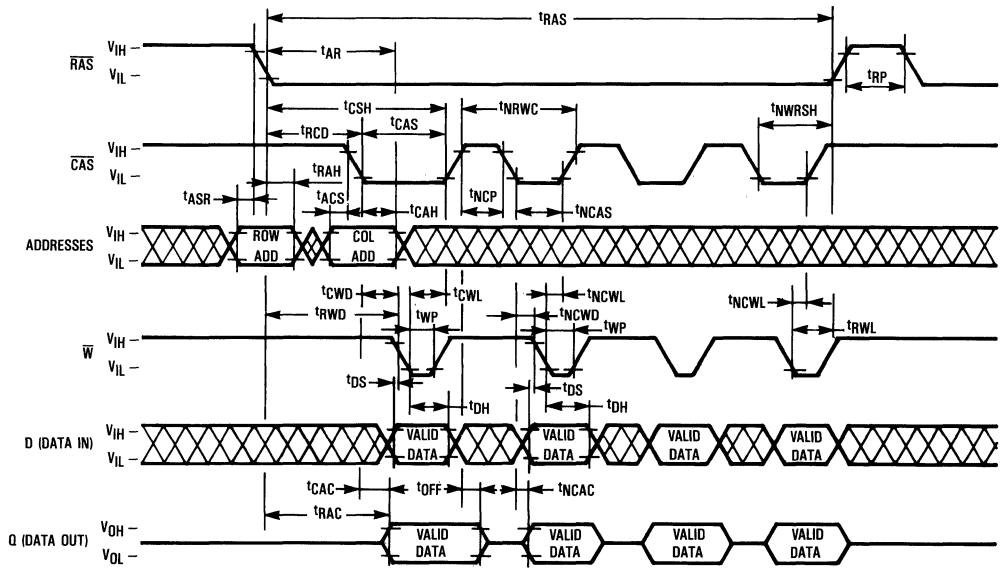 tRAS
RAS VIH
VIL
tAR
tRP
tCSH
tNRWC
tRCD
tCAS
tNWRSH
CAS VIH
VIL
tRAH
tASR
tACS
tCAH
tNCP
tNCAS
ADDRESSES VIH
VIL
ROW ADD
COL ADD
tCWD
tCWL
tNCWL
tNCWL
tRWD
tWP
tNCWD
tWP
tRWL
W VIH
VIL
tDS
tDS
tDH
tDH
D (DATA IN) VIH
VIL
VALID DATA
VALID DATA
VALID DATA
VALID DATA
tCAC
tOFF
tNCAC
tRAC
Q (DATA OUT) VOH
VOL
VALID DATA
VALID DATA
VALID DATA
VALID DATA